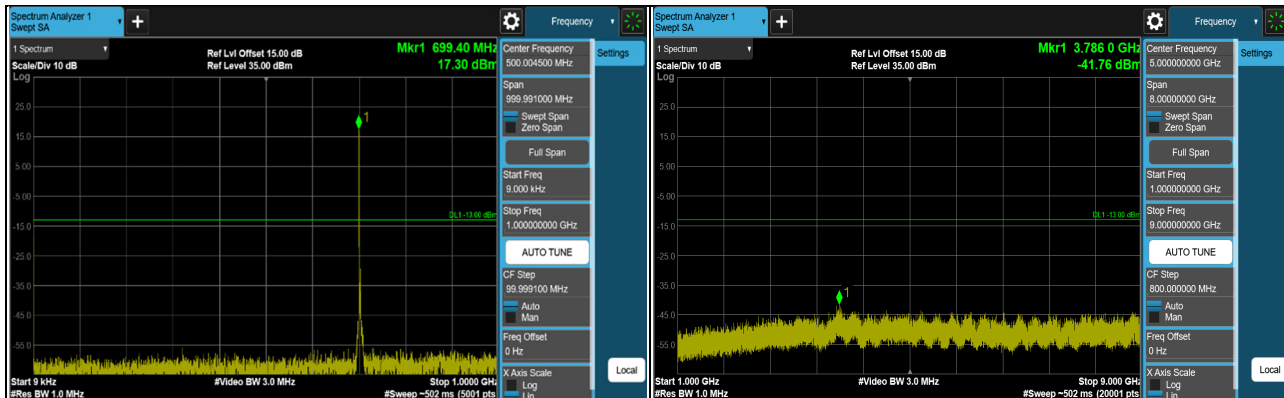 Spectrum Analyzer 1
Swept SA
+
Frequency
1 Spectrum
Scale/Div 10 dB
Log
Ref Lvl Offset 15.00 dB
Ref Level 35.00 dBm
Mkr1 699.40 MHz
17.30 dBm
1
25.0
15.0
5.00
-5.00
-15.0
-25.0
-35.0
-45.0
-55.0
DL1 -13.00 dBm
Start 9 kHz
#Res BW 1.0 MHz
#Video BW 3.0 MHz
Stop 1.0000 GHz
#Sweep ~502 ms (5001 pts
Center Frequency
500.004500 MHz
Span
999.991000 MHz
Swept Span
Zero Span
Full Span
Start Freq
9.000 kHz
Stop Freq
1.000000000 GHz
AUTO TUNE
CF Step
99.999100 MHz
Auto
Man
Freq Offset
0 Hz
X Axis Scale
Log
Lin
Settings
Local
Spectrum Analyzer 1
Swept SA
+
Frequency
1 Spectrum
Scale/Div 10 dB
Log
Ref Lvl Offset 15.00 dB
Ref Level 35.00 dBm
Mkr1 3.786 0 GHz
-41.76 dBm
1
25.0
15.0
5.00
-5.00
-15.0
-25.0
-35.0
-45.0
-55.0
DL1 -13.00 dBm
Start 1.000 GHz
#Res BW 1.0 MHz
#Video BW 3.0 MHz
Stop 9.000 GHz
#Sweep ~502 ms (20001 pts
Center Frequency
5.000000000 GHz
Span
8.00000000 GHz
Swept Span
Zero Span
Full Span
Start Freq
1.000000000 GHz
Stop Freq
9.000000000 GHz
AUTO TUNE
CF Step
800.000000 MHz
Auto
Man
Freq Offset
0 Hz
X Axis Scale
Log
Lin
Settings
Local